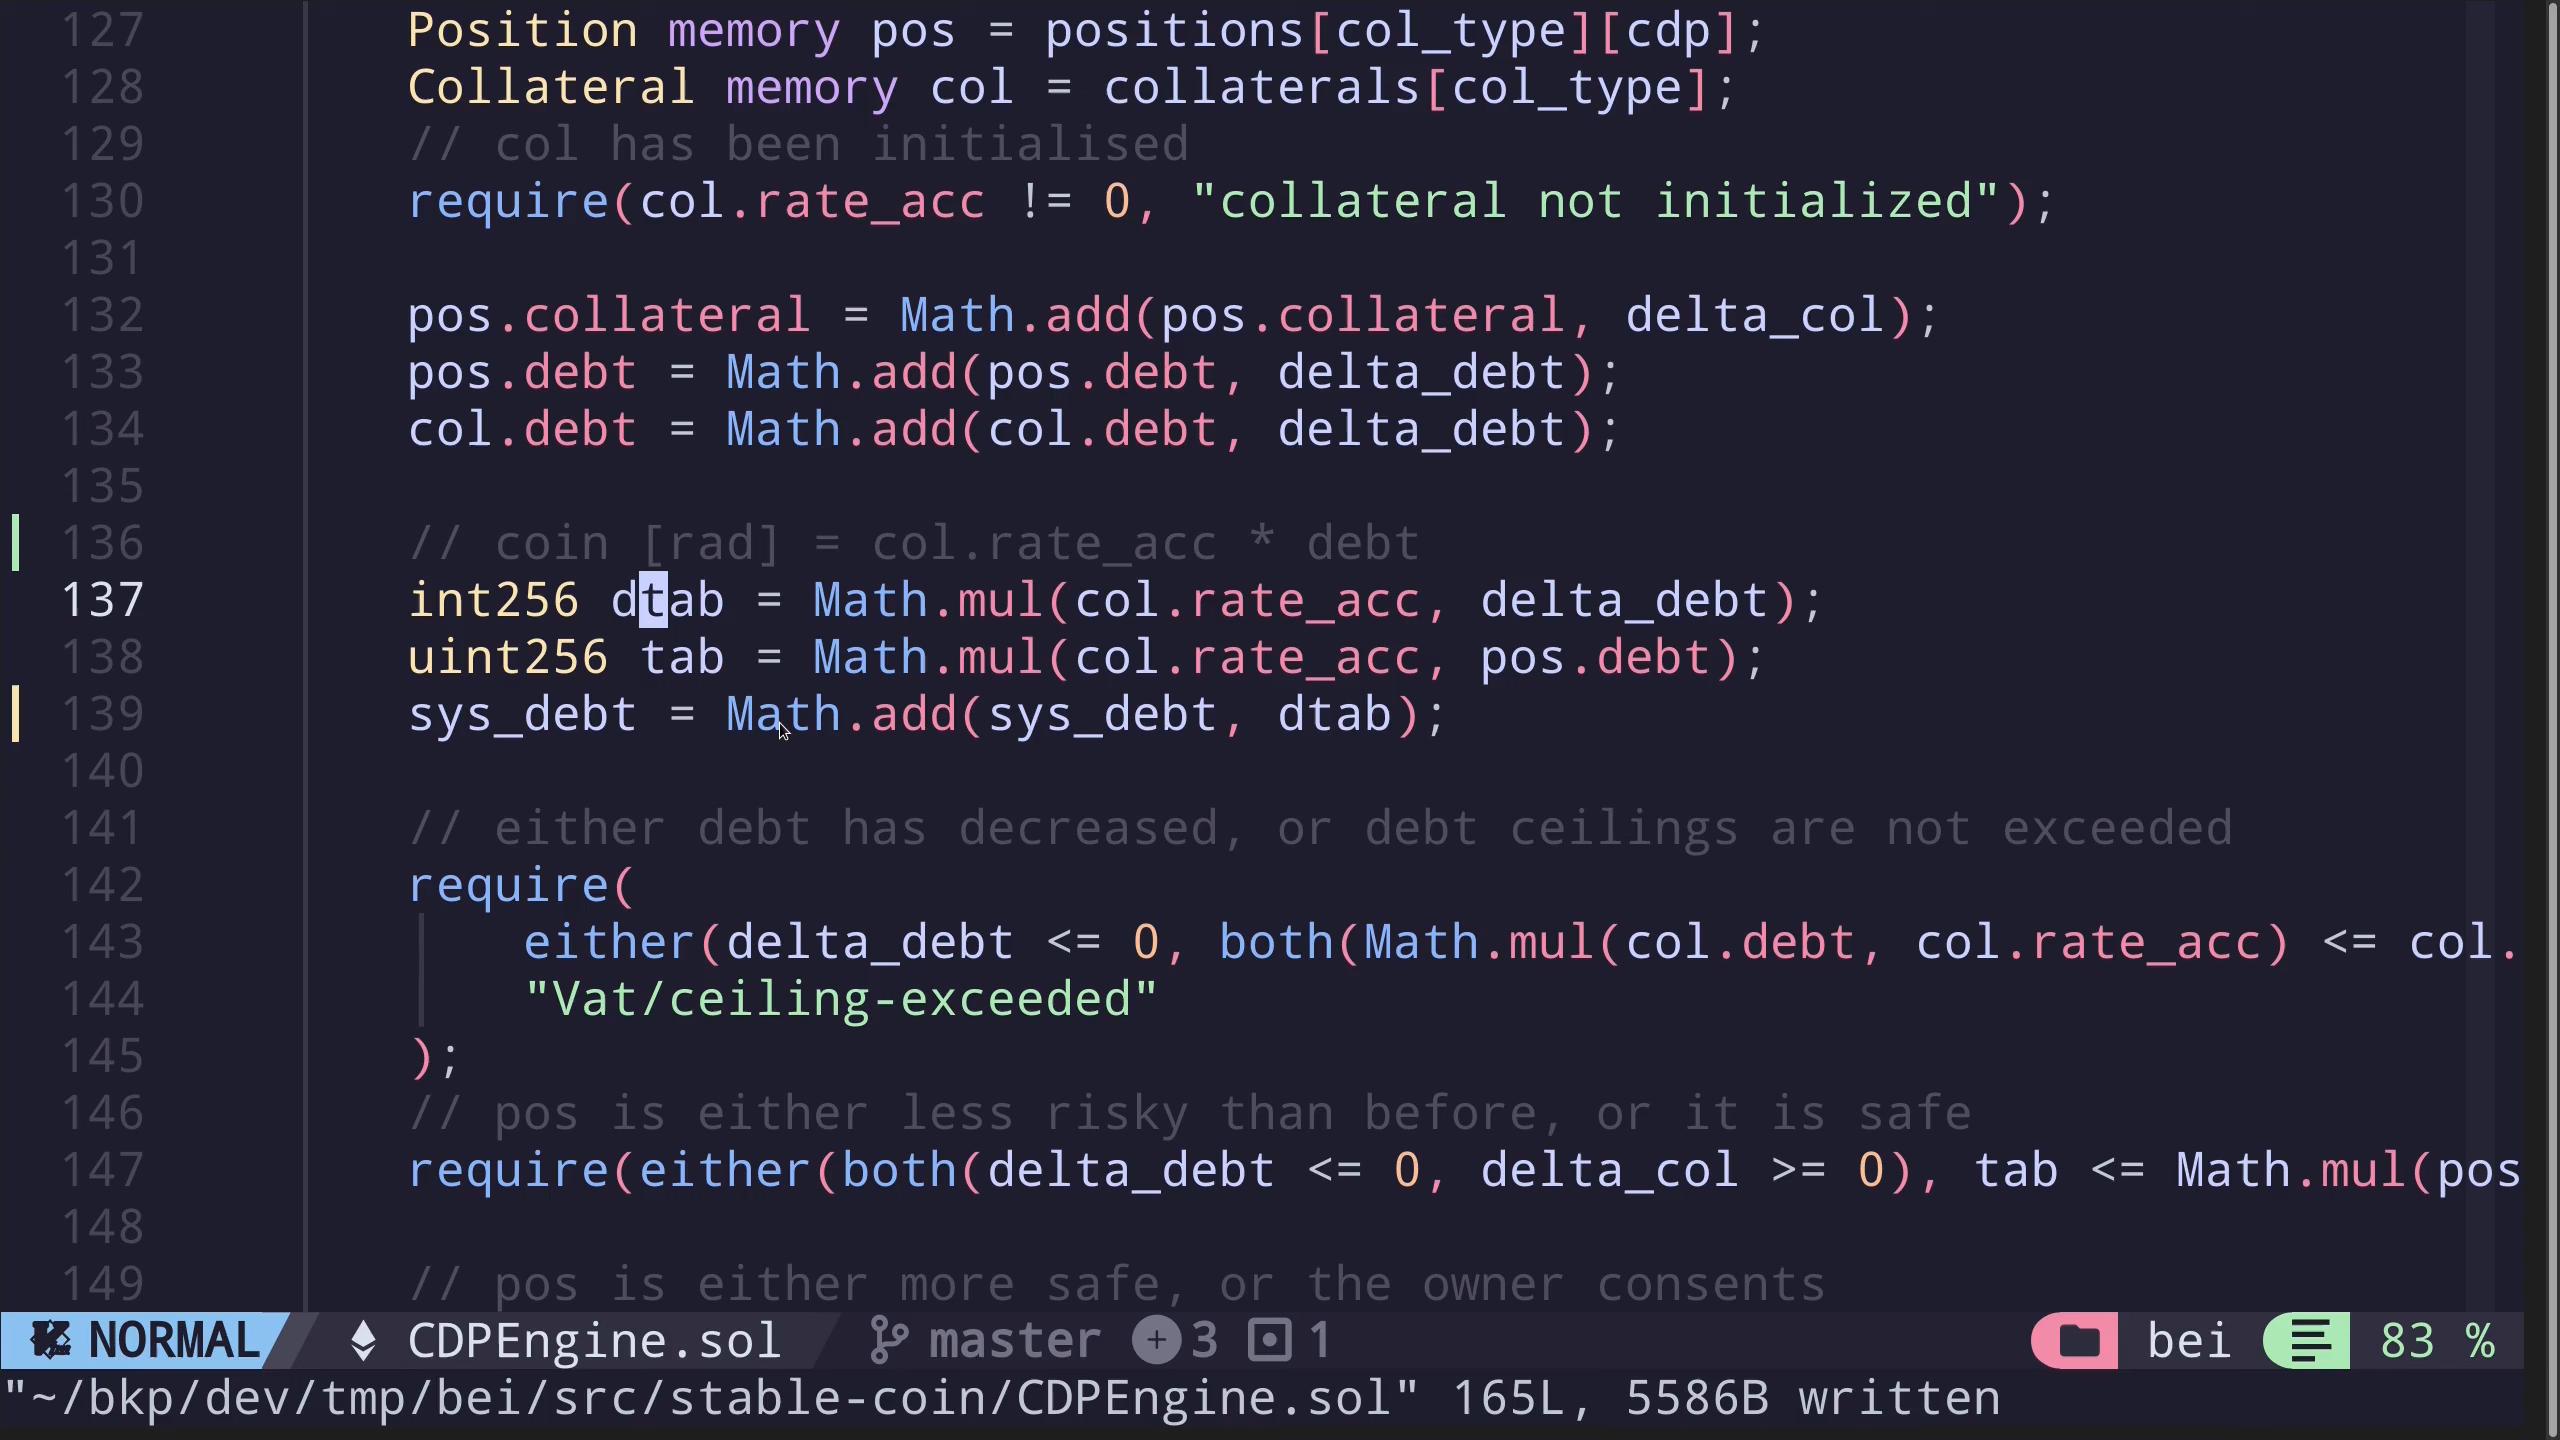 127 Position memory pos = positions[col_type][cdp];
128 Collateral memory col = collaterals[col_type];
129 // col has been initialised
130 require(col.rate_acc != 0, "collateral not initialized");
131
132 pos.collateral = Math.add(pos.collateral, delta_col);
133 pos.debt = Math.add(pos.debt, delta_debt);
134 col.debt = Math.add(col.debt, delta_debt);
135
136 // coin [rad] = col.rate_acc * debt
137 int256 dtab = Math.mul(col.rate_acc, delta_debt);
138 uint256 tab = Math.mul(col.rate_acc, pos.debt);
139 sys_debt = Math.add(sys_debt, dtab);
140
141 // either debt has decreased, or debt ceilings are not exceeded
142 require(
143 either(delta_debt <= 0, both(Math.mul(col.debt, col.rate_acc) <= col.
144 "Vat/ceiling-exceeded"
145 );
146 // pos is either less risky than before, or it is safe
147 require(either(both(delta_debt <= 0, delta_col >= 0), tab <= Math.mul(pos
148
149 // pos is either more safe, or the owner consents
NORMAL CDPEngine.sol master 3 1 bei 83 %
"~/bkp/dev/tmp/bei/src/stable-coin/CDPEngine.sol" 165L, 5586B written